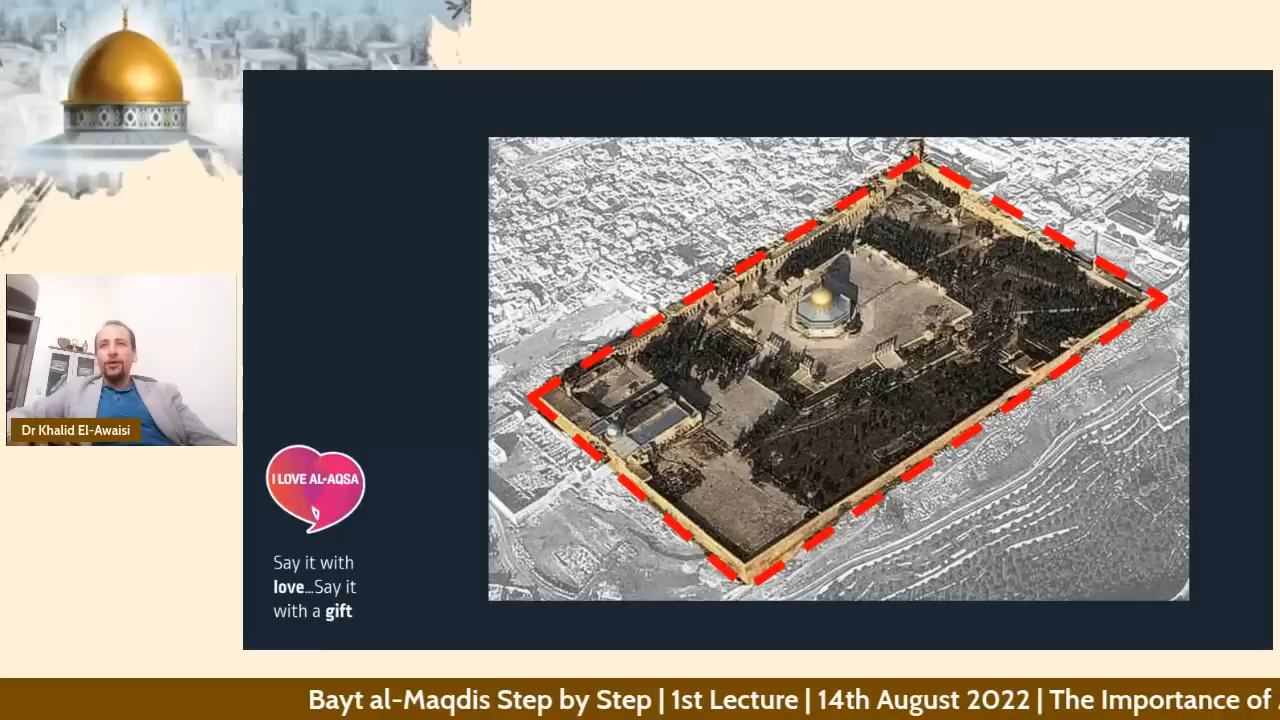 Dr Khalid El-Awaisi
I LOVE AL-AQSA
Say it with
love...Say it
with a gift
Bayt al-Maqdis Step by Step | 1st Lecture | 14th August 2022 | The Importance of